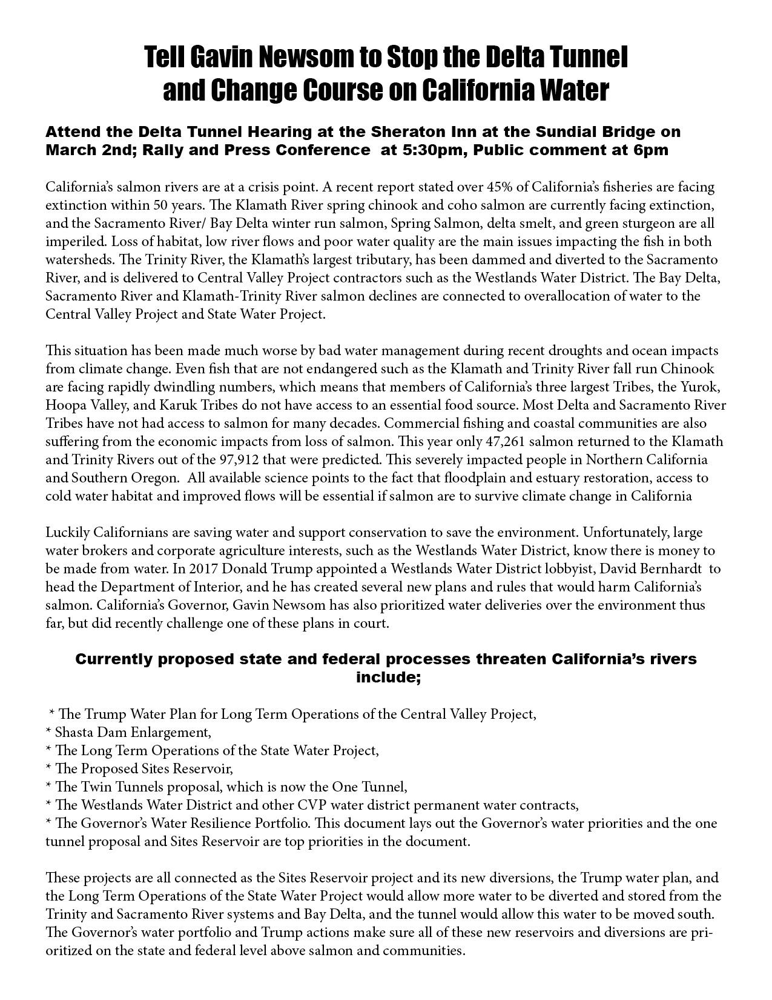 Tell Gavin Newsom to Stop the Delta Tunnel
and Change Course on California Water
Attend the Delta Tunnel Hearing at the Sheraton Inn at the Sundial Bridge on
March 2nd; Rally and Press Conference  at 5:30pm, Public comment at 6pm
California’s salmon rivers are at a crisis point. A recent report stated over 45% of California’s fisheries are facing
extinction within 50 years. The Klamath River spring chinook and coho salmon are currently facing extinction,
and the Sacramento River/ Bay Delta winter run salmon, Spring Salmon, delta smelt, and green sturgeon are all
imperiled. Loss of habitat, low river flows and poor water quality are the main issues impacting the fish in both
watersheds. The Trinity River, the Klamath’s largest tributary, has been dammed and diverted to the Sacramento
River, and is delivered to Central Valley Project contractors such as the Westlands Water District. The Bay Delta,
Sacramento River and Klamath-Trinity River salmon declines are connected to overallocation of water to the
Central Valley Project and State Water Project.
This situation has been made much worse by bad water management during recent droughts and ocean impacts
from climate change. Even fish that are not endangered such as the Klamath and Trinity River fall run Chinook
are facing rapidly dwindling numbers, which means that members of California’s three largest Tribes, the Yurok,
Hoopa Valley, and Karuk Tribes do not have access to an essential food source. Most Delta and Sacramento River
Tribes have not had access to salmon for many decades. Commercial fishing and coastal communities are also
suffering from the economic impacts from loss of salmon. This year only 47,261 salmon returned to the Klamath
and Trinity Rivers out of the 97,912 that were predicted. This severely impacted people in Northern California
and Southern Oregon.  All available science points to the fact that floodplain and estuary restoration, access to
cold water habitat and improved flows will be essential if salmon are to survive climate change in California
Luckily Californians are saving water and support conservation to save the environment. Unfortunately, large
water brokers and corporate agriculture interests, such as the Westlands Water District, know there is money to
be made from water. In 2017 Donald Trump appointed a Westlands Water District lobbyist, David Bernhardt  to
head the Department of Interior, and he has created several new plans and rules that would harm California’s
salmon. California’s Governor, Gavin Newsom has also prioritized water deliveries over the environment thus
far, but did recently challenge one of these plans in court.
Currently proposed state and federal processes threaten California’s rivers
include;
* The Trump Water Plan for Long Term Operations of the Central Valley Project,
* Shasta Dam Enlargement,
* The Long Term Operations of the State Water Project,
* The Proposed Sites Reservoir,
* The Twin Tunnels proposal, which is now the One Tunnel,
* The Westlands Water District and other CVP water district permanent water contracts,
* The Governor’s Water Resilience Portfolio. This document lays out the Governor’s water priorities and the one
tunnel proposal and Sites Reservoir are top priorities in the document.
These projects are all connected as the Sites Reservoir project and its new diversions, the Trump water plan, and
the Long Term Operations of the State Water Project would allow more water to be diverted and stored from the
Trinity and Sacramento River systems and Bay Delta, and the tunnel would allow this water to be moved south.
The Governor’s water portfolio and Trump actions make sure all of these new reservoirs and diversions are pri-
oritized on the state and federal level above salmon and communities.